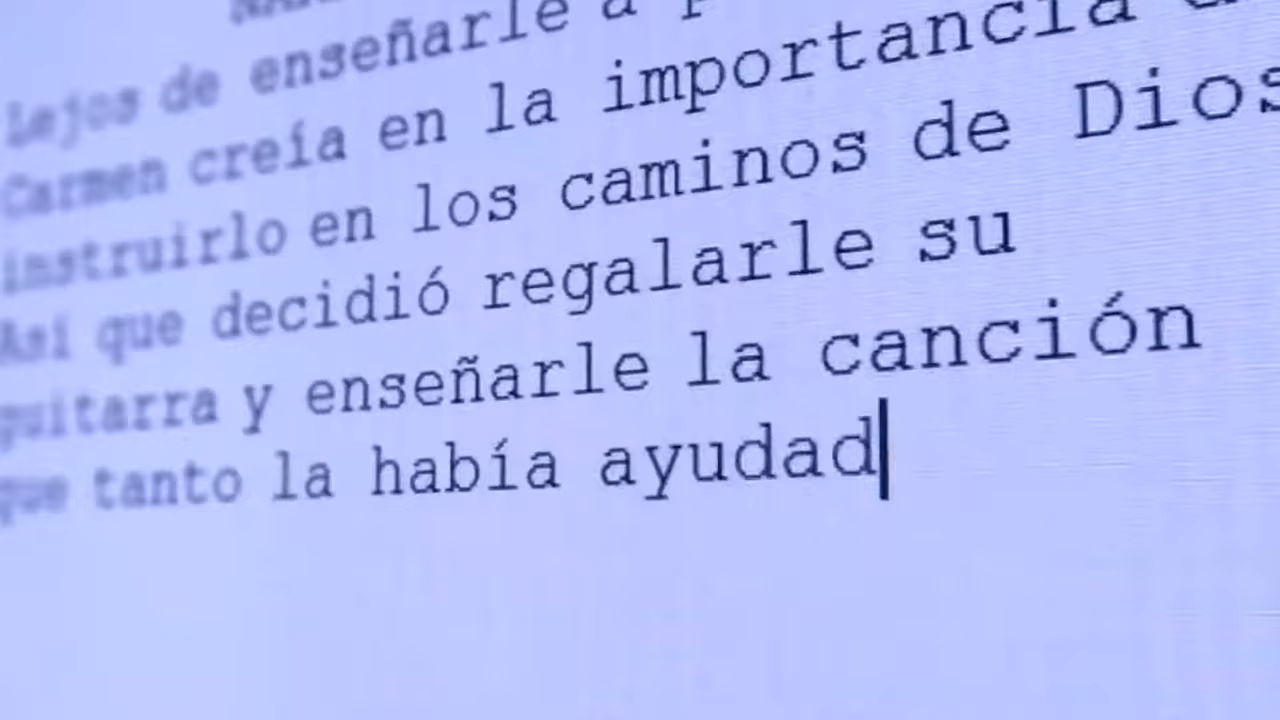 Lejos de enseñarle a
Carmen creía en la importancia
instruirlo en los caminos de Dios
Así que decidió regalarle su
guitarra y enseñarle la canción
que tanto la había ayudad